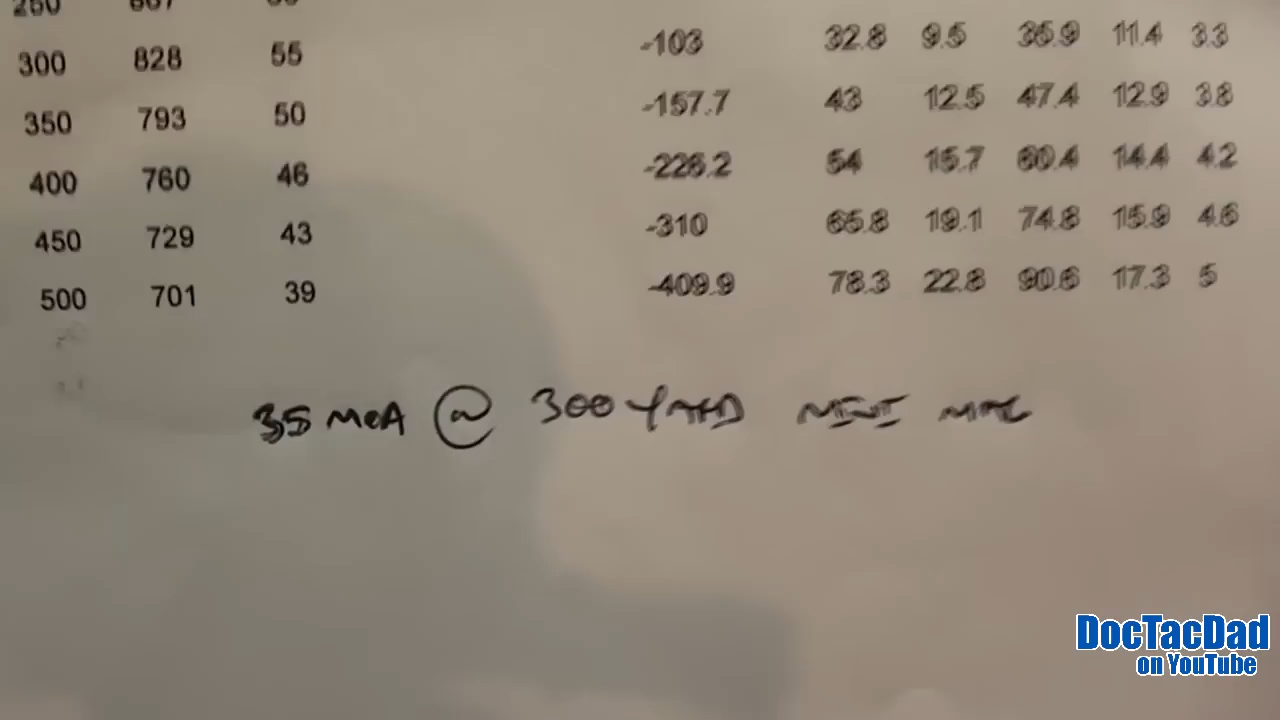 250 867
300 828 55 -103 32.8 9.5 35.9 11.4 3.3
350 793 50 -157.7 43 12.5 47.4 12.9 3.8
400 760 46 -226.2 54 15.7 60.4 14.4 4.2
450 729 43 -310 65.8 19.1 74.8 15.9 4.6
500 701 39 -409.9 78.3 22.8 90.6 17.3 5
35 MOA @ 300 YARD
DocTacDad
on YouTube